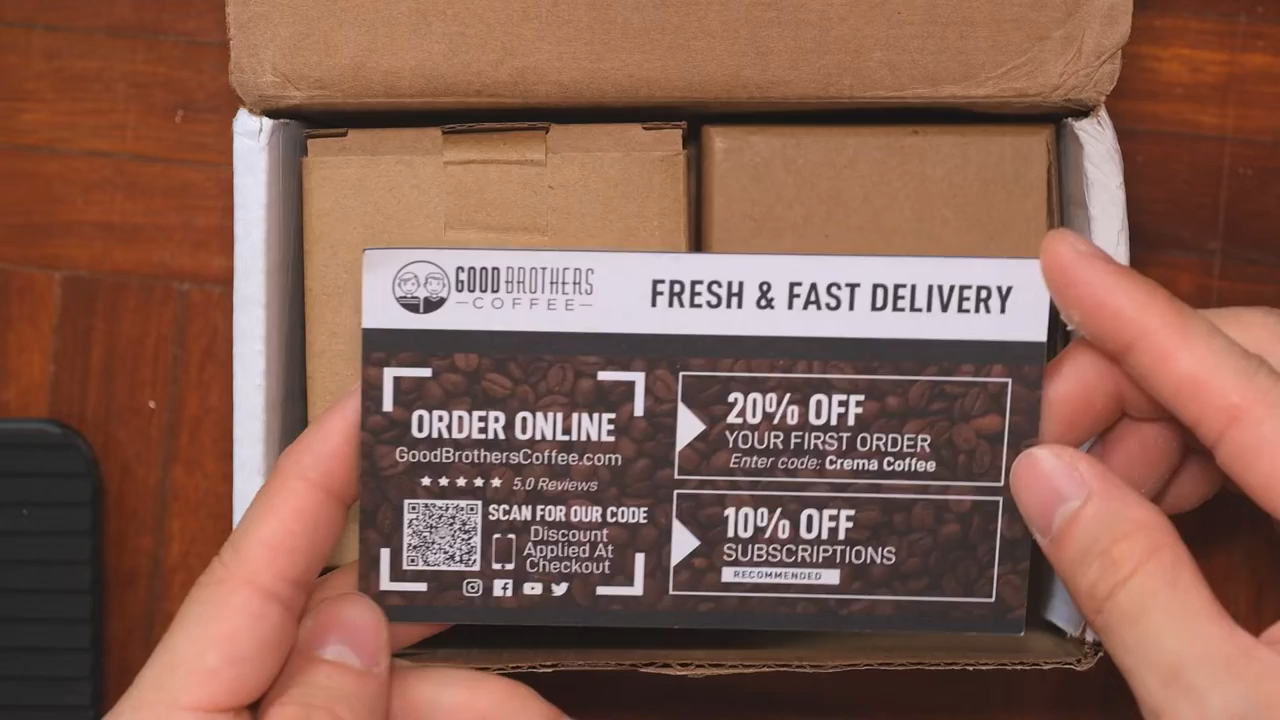 GOOD BROTHERS
COFFEE
FRESH & FAST DELIVERY
ORDER ONLINE
GoodBrothersCoffee.com
5.0 Reviews
SCAN FOR OUR CODE
Discount
Applied At
Checkout
20% OFF
YOUR FIRST ORDER
Enter code: Crema Coffee
10% OFF
SUBSCRIPTIONS
RECOMMENDED